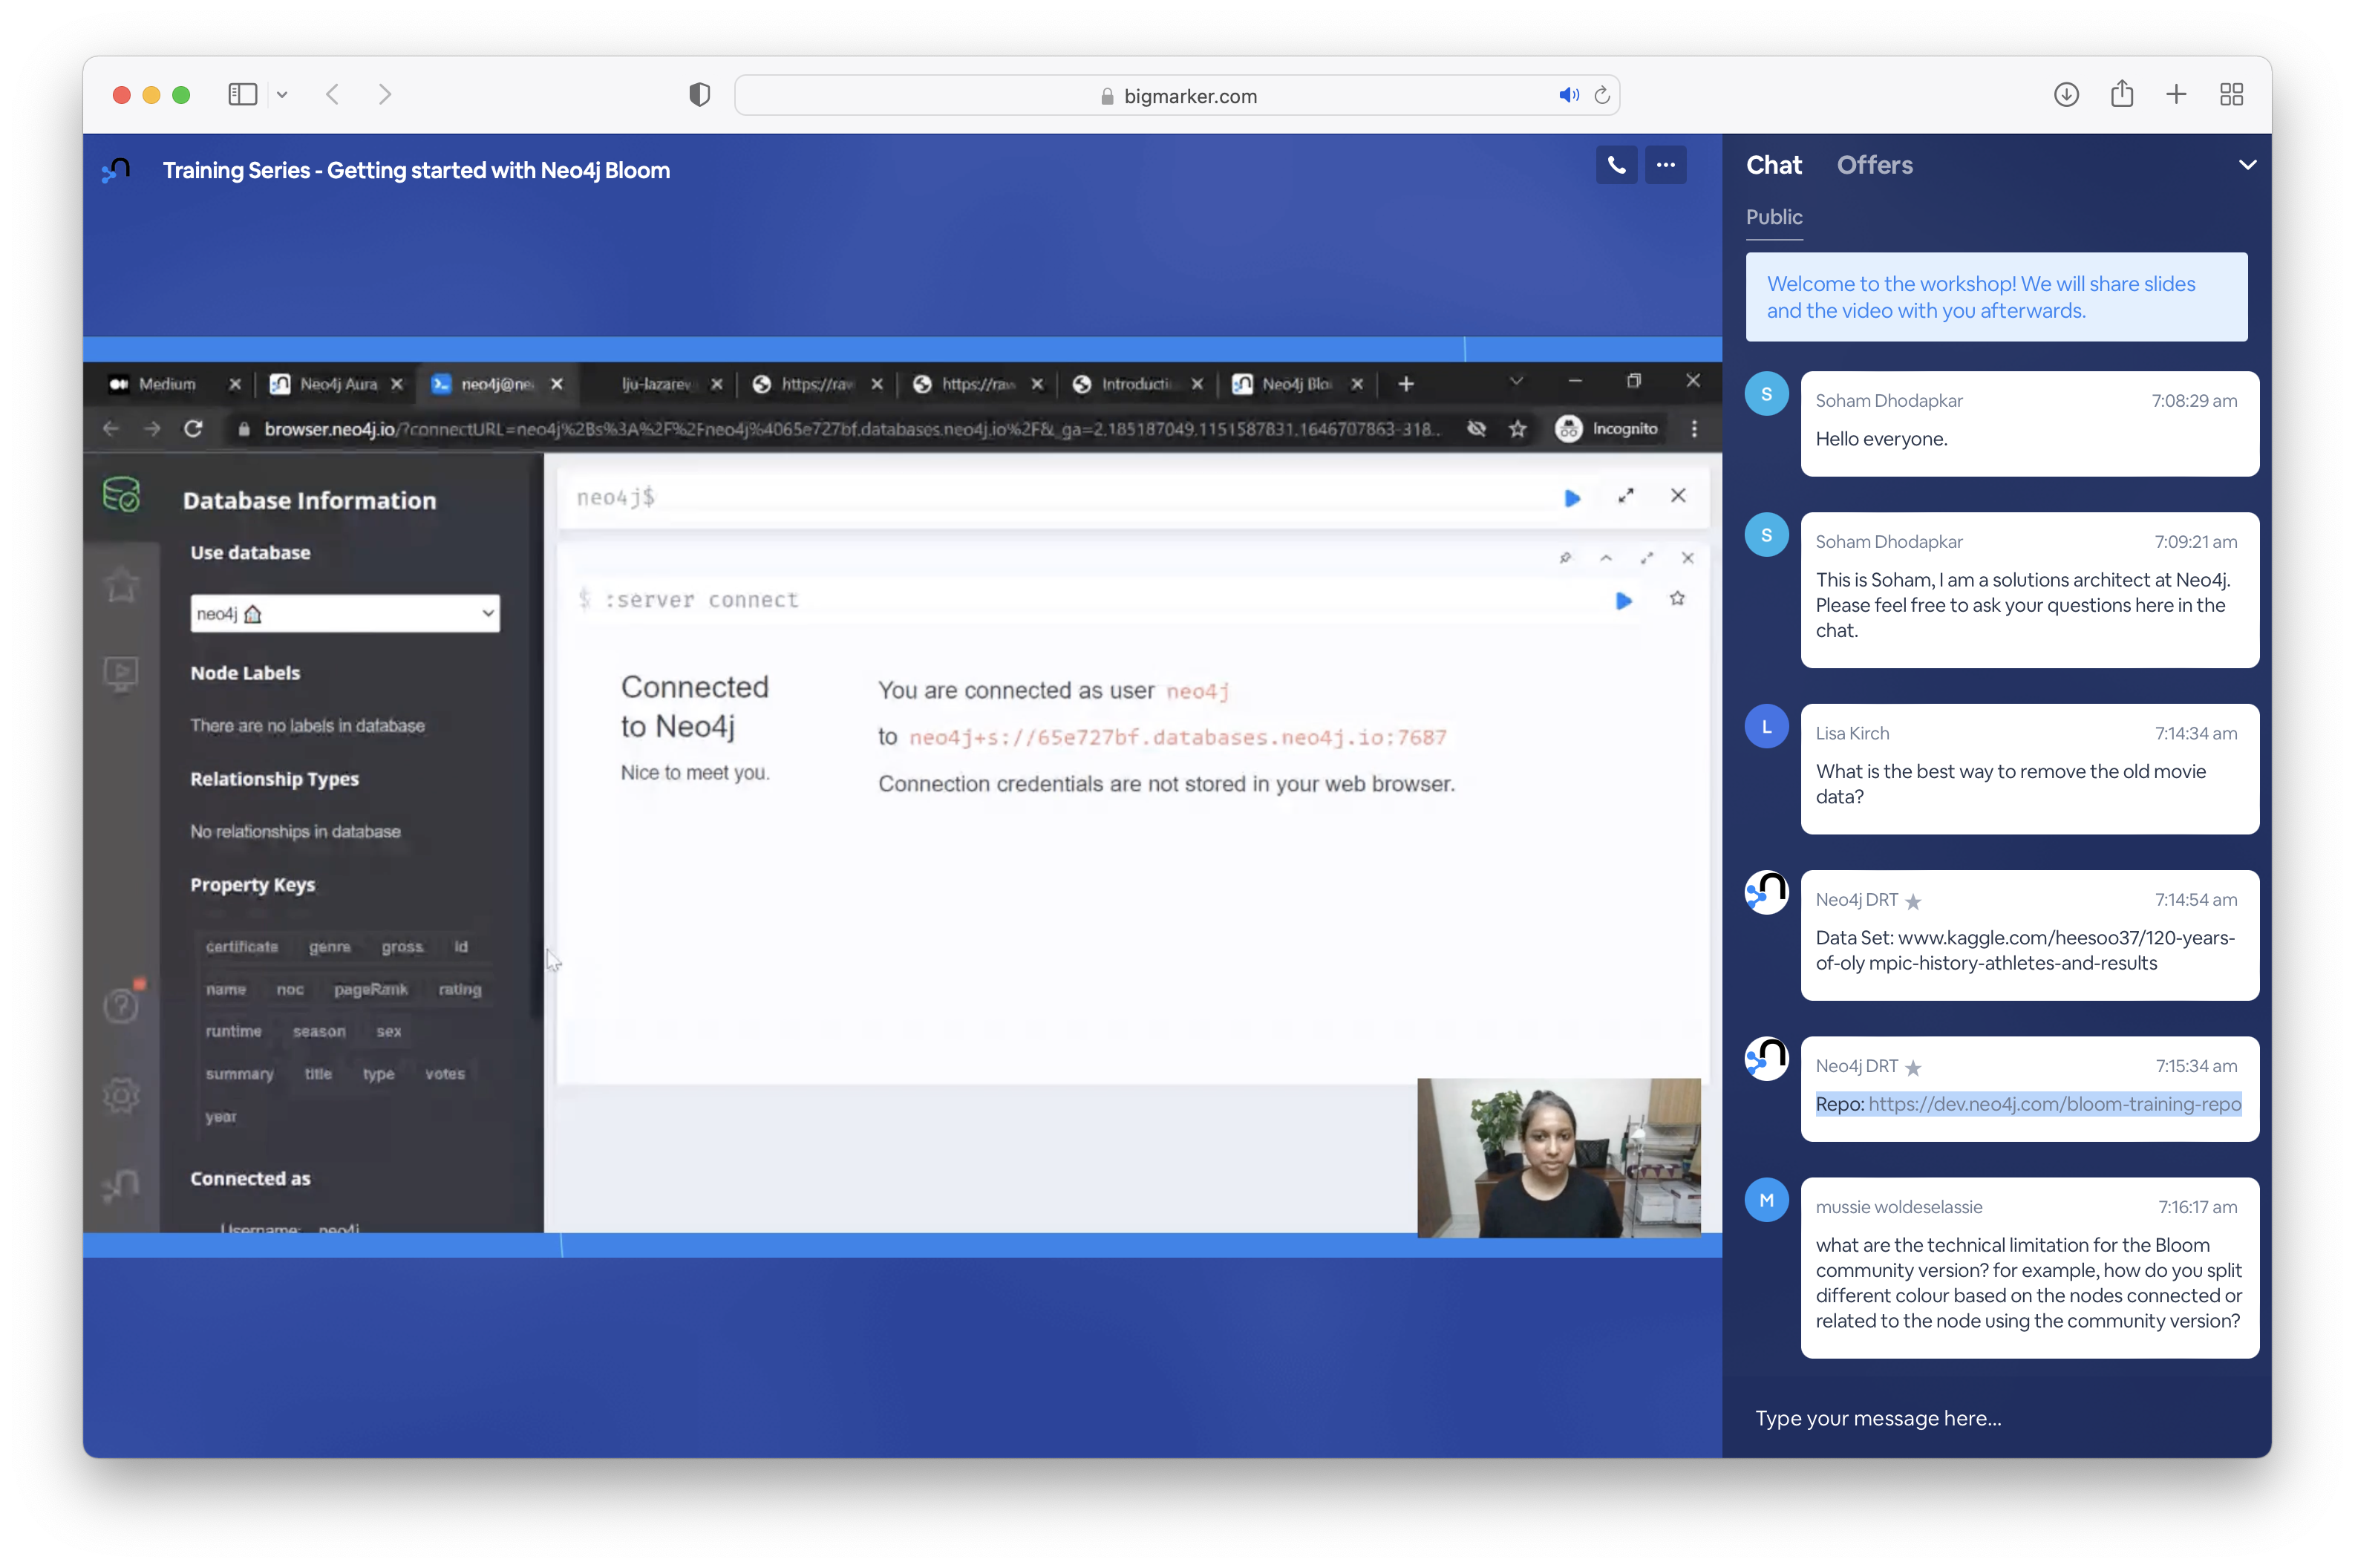 bigmarker.com
Training Series - Getting started with Neo4j Bloom
Medium
Neo4j Aura
neo4j@ne
lju-lazarev
https://raw
https://raw
Introducti
Neo4j Blo
browser.neo4j.io/?connectURL=neo4j%2Bs%3A%2F%2Fneo4j%4065e727bf.databases.neo4j.io%2F&_ga=2.185187049.1151587831.1646707863-318...
Incognito
Database Information
Use database
neo4j
Node Labels
There are no labels in database
Relationship Types
No relationships in database
Property Keys
certificate genre gross id
name noc pageRank rating
runtime season sex
summary title type votes
year
Connected as
Username: neo4j
neo4j$
$ :server connect
Connected
to Neo4j
Nice to meet you.
You are connected as user neo4j
to neo4j+s://65e727bf.databases.neo4j.io:7687
Connection credentials are not stored in your web browser.
Chat Offers
Public
Welcome to the workshop! We will share slides
and the video with you afterwards.
S
Soham Dhodapkar 7:08:29 am
Hello everyone.
S
Soham Dhodapkar 7:09:21 am
This is Soham, I am a solutions architect at Neo4j.
Please feel free to ask your questions here in the
chat.
L
Lisa Kirch 7:14:34 am
What is the best way to remove the old movie
data?
Neo4j DRT 7:14:54 am
Data Set: www.kaggle.com/heesoo37/120-years-
of-oly mpic-history-athletes-and-results
Neo4j DRT 7:15:34 am
Repo: https://dev.neo4j.com/bloom-training-repo
M
mussie woldeselassie 7:16:17 am
what are the technical limitation for the Bloom
community version? for example, how do you split
different colour based on the nodes connected or
related to the node using the community version?
Type your message here...